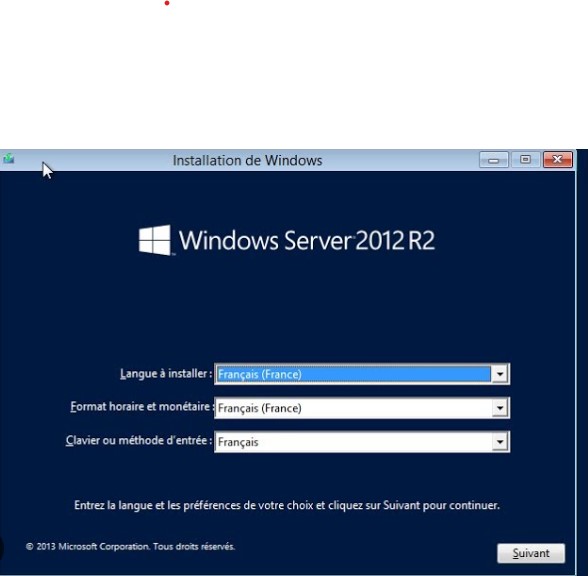 Installation de Windows
Windows Server 2012 R2
Langue à installer : Français (France)
Format horaire et monétaire : Français (France)
Clavier ou méthode d'entrée : Français
Entrez la langue et les préférences de votre choix et cliquez sur Suivant pour continuer.
© 2013 Microsoft Corporation. Tous droits réservés.
Suivant